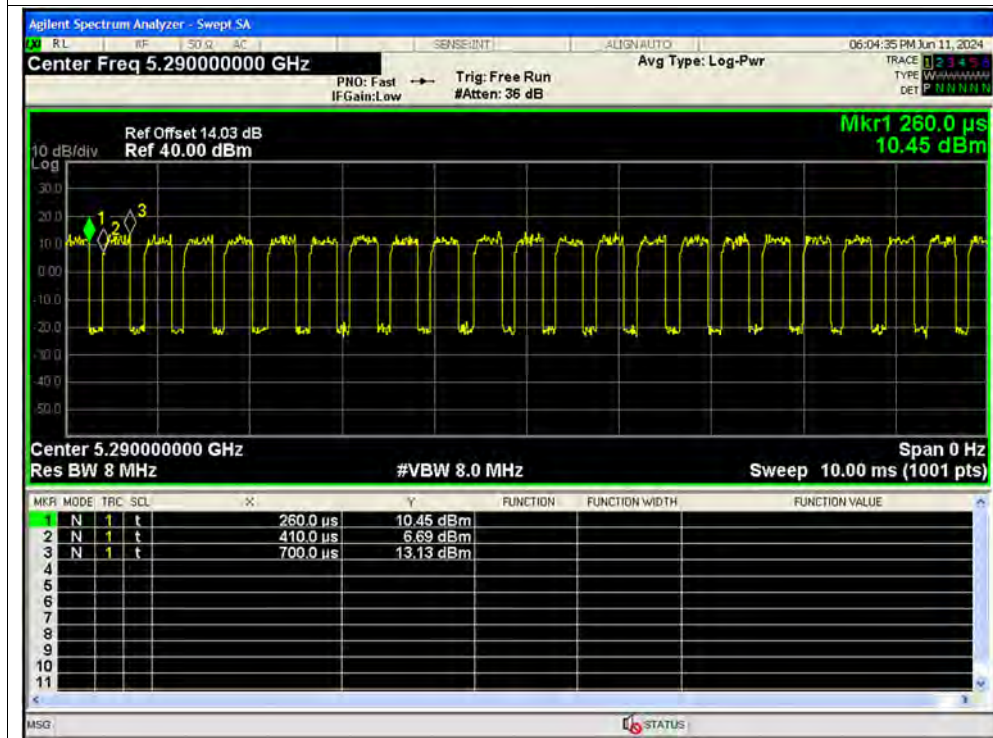 Agilent Spectrum Analyzer - Swept SA
LXI RL RF 50 Ω AC SENSE:INT ALIGNAUTO 06:04:35 PM Jun 11, 2024
Center Freq 5.290000000 GHz Avg Type: Log-Pwr TRACE 1 2 3 4 5 6
PNO: Fast Trig: Free Run TYPE W
IFGain:Low #Atten: 36 dB DET P N N N N N
Mkr1 260.0 µs
Ref Offset 14.03 dB
10 dB/div Ref 40.00 dBm 10.45 dBm
Log
30.0
20.0
10.0
0.00
-10.0
-20.0
-30.0
-40.0
-50.0
1 2 3
Center 5.290000000 GHz Span 0 Hz
Res BW 8 MHz #VBW 8.0 MHz Sweep 10.00 ms (1001 pts)
MKR MODE TRC SCL X Y FUNCTION FUNCTION WIDTH FUNCTION VALUE
1 N 1 t 260.0 µs 10.45 dBm
2 N 1 t 410.0 µs 6.69 dBm
3 N 1 t 700.0 µs 13.13 dBm
4
5
6
7
8
9
10
11
MSG STATUS